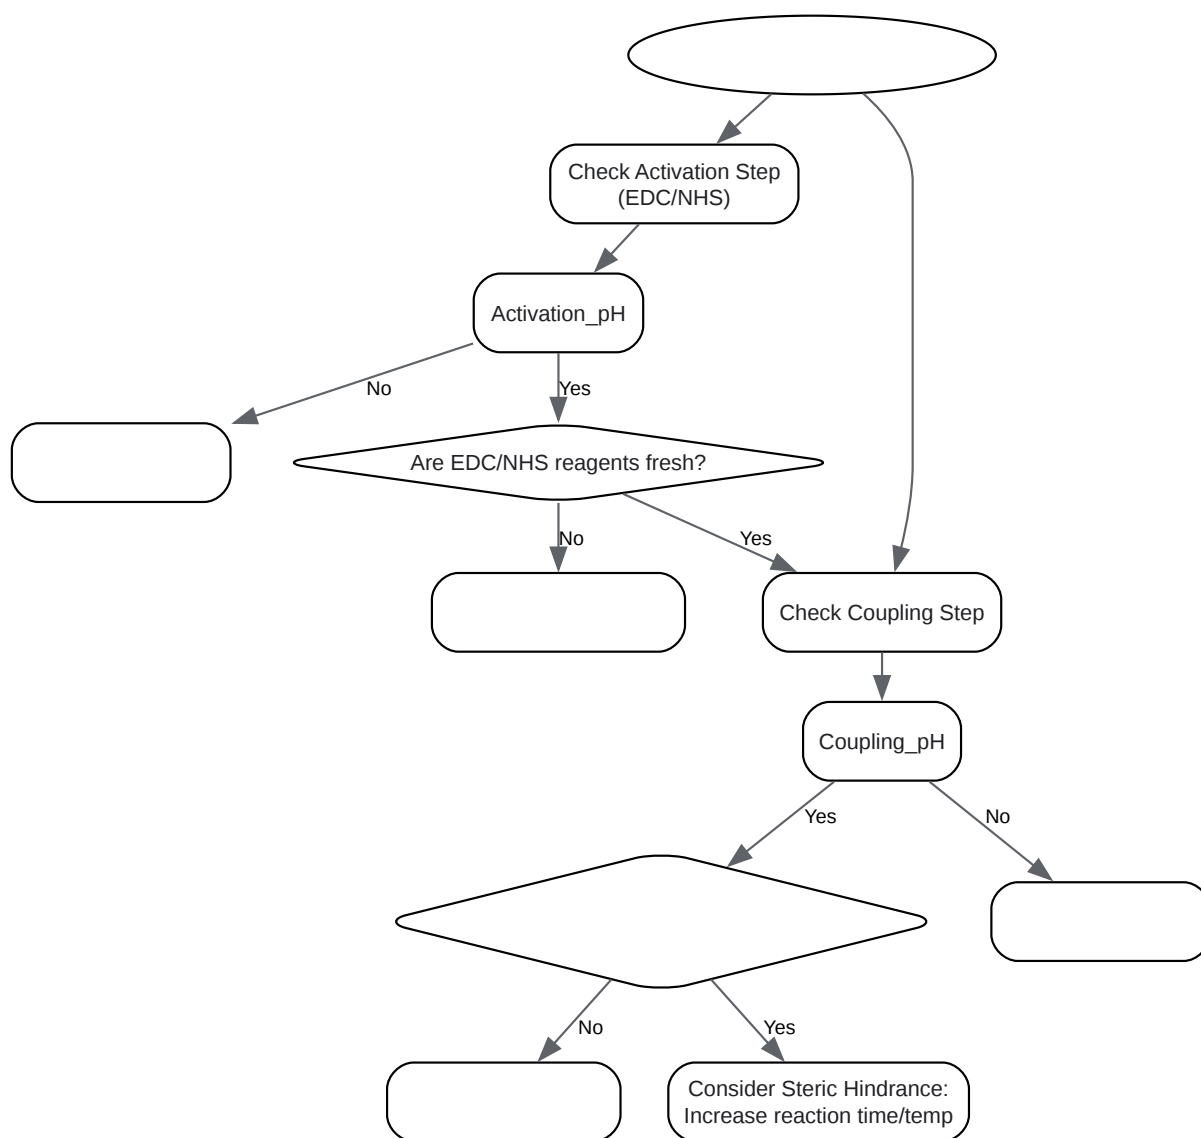 Check Activation Step
(EDC/NHS)
Activation_pH
No
Yes
Are EDC/NHS reagents fresh?
No
Yes
Check Coupling Step
Coupling_pH
Yes
No
No
Yes
Consider Steric Hindrance:
Increase reaction time/temp